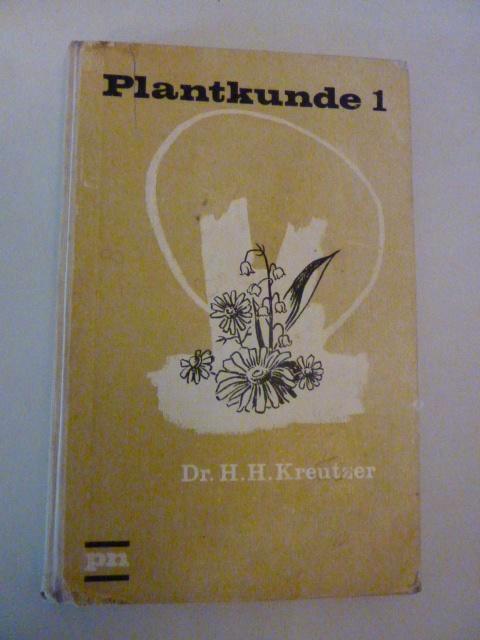 Plantkunde 1
Dr. H. H. Kreutzer
pn